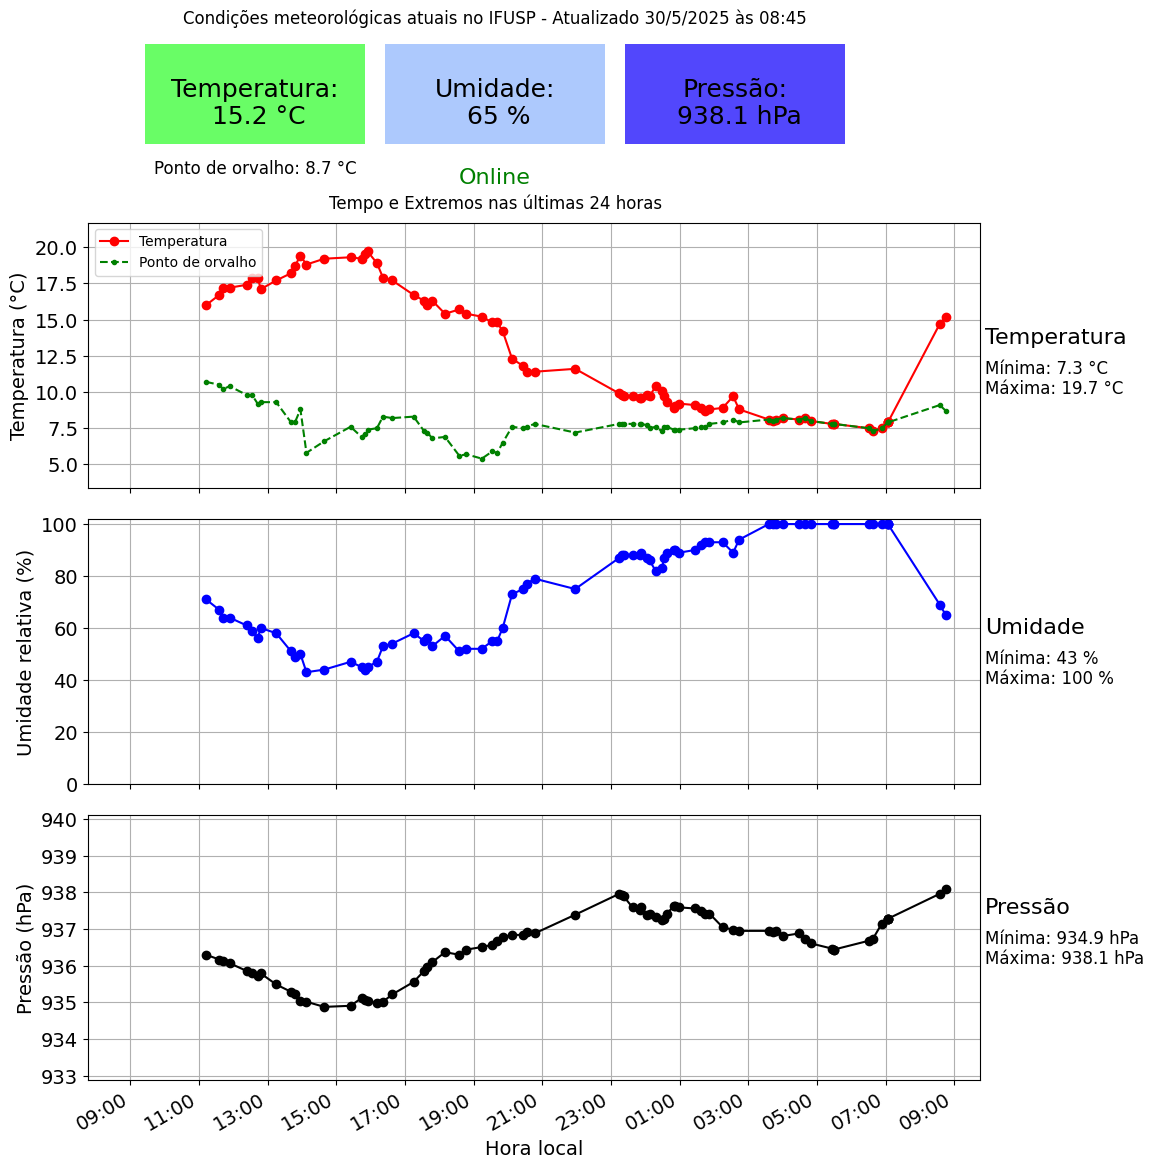 Condições meteorológicas atuais no IFUSP - Atualizado 30/5/2025 às 08:45
Temperatura:
15.2 °C
Umidade:
65 %
Pressão:
938.1 hPa
Ponto de orvalho: 8.7 °C
Online
Tempo e Extremos nas últimas 24 horas
Temperatura
Ponto de orvalho
Temperatura (°C)
20.0
17.5
15.0
12.5
10.0
7.5
5.0
Temperatura
Mínima: 7.3 °C
Máxima: 19.7 °C
Umidade relativa (%)
100
80
60
40
20
0
Umidade
Mínima: 43 %
Máxima: 100 %
Pressão (hPa)
940
939
938
937
936
935
934
933
Pressão
Mínima: 934.9 hPa
Máxima: 938.1 hPa
09:00
11:00
13:00
15:00
17:00
19:00
21:00
23:00
01:00
03:00
05:00
07:00
09:00
Hora local